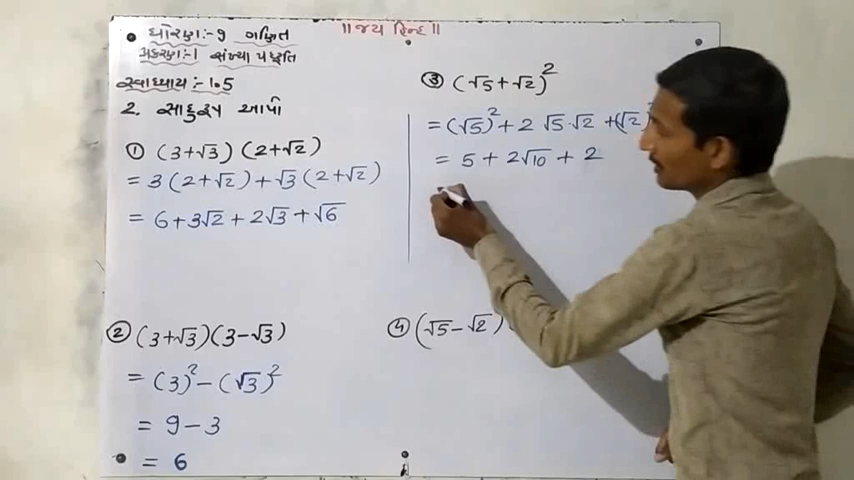 ॥ જય હિન્દ ॥
ધોરણ:- ૭ ગણિત
પ્રકરણ:-1 સંખ્યા પદ્ધતિ
સ્વાધ્યાય :- 1.5
2. સાદુરૂપ આપો
① (3+√3) (2+√2)
= 3(2+√2)+√3(2+√2)
= 6+3√2+2√3+√6
② (3+√3)(3-√3)
= (3)² - (√3)²
= 9-3
= 6
③ (√5+√2)²
= (√5)² + 2 √5·√2 + (√2)
= 5 + 2√10 + 2
④ (√5-√2)